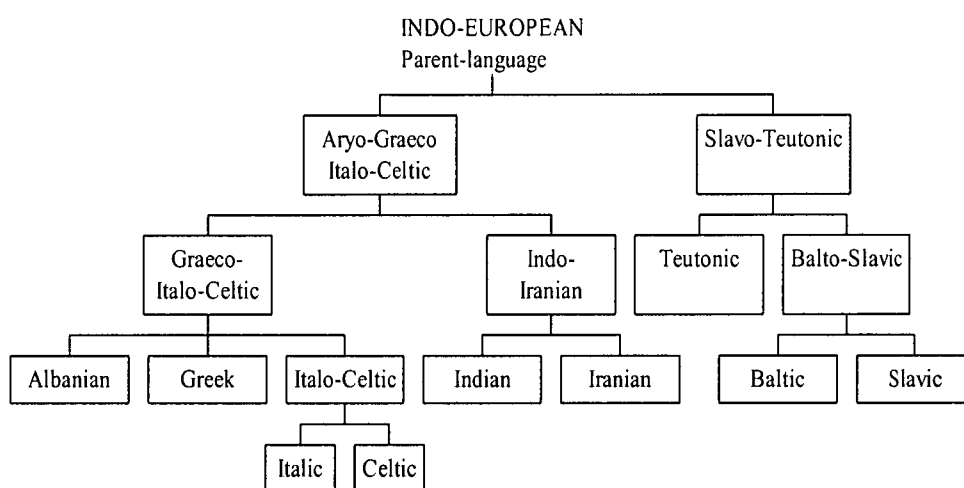 INDO-EUROPEAN
Parent-language
Aryo-Graeco
Italo-Celtic
Slavo-Teutonic
Graeco-
Italo-Celtic
Indo-
Iranian
Teutonic
Balto-Slavic
Albanian
Greek
Italo-Celtic
Indian
Iranian
Baltic
Slavic
Italic
Celtic